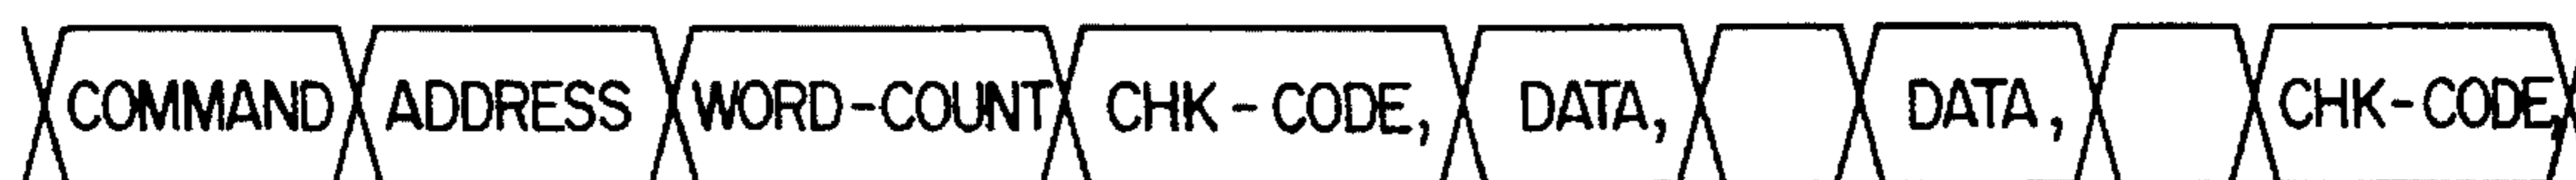 COMMAND ADDRESS WORD-COUNT CHK-CODE, DATA, DATA, CHK-CODE,